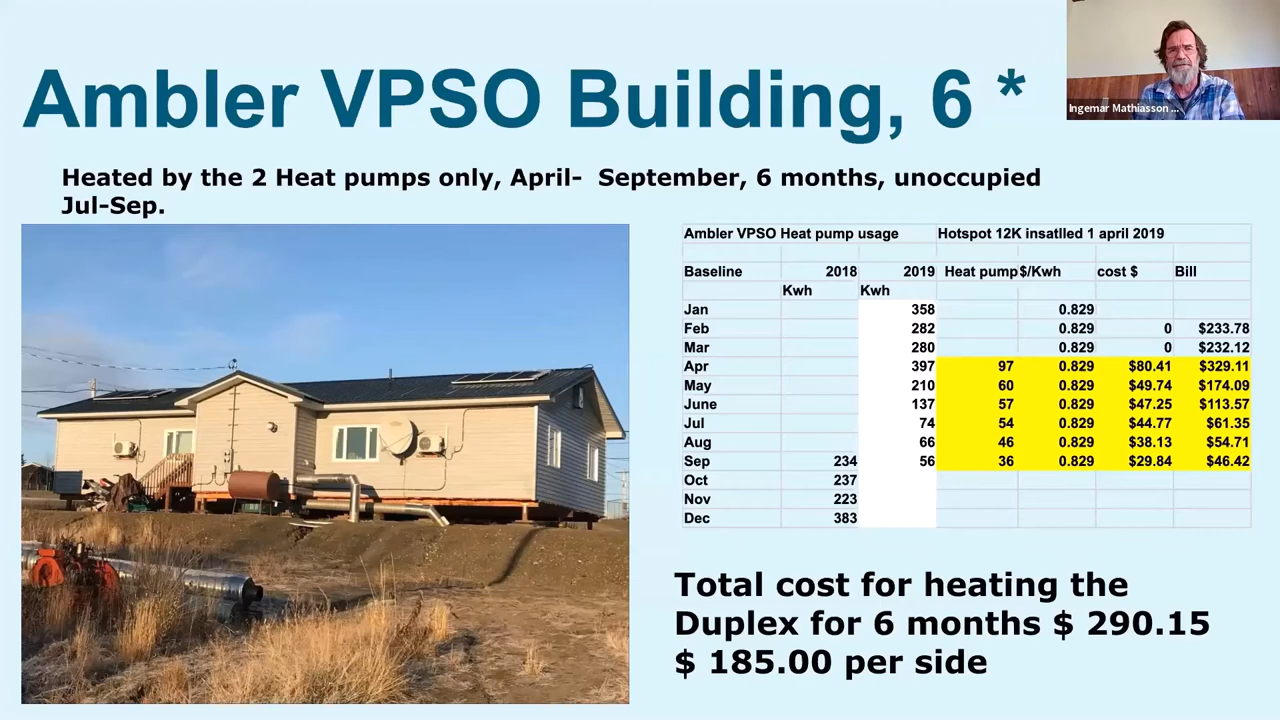 Ambler VPSO Building, 6 *
Ingemar Mathiasson ...
Heated by the 2 Heat pumps only, April-  September, 6 months, unoccupied
Jul-Sep.
Ambler VPSO Heat pump usage Hotspot 12K insatlled 1 april 2019
Baseline 2018 2019 Heat pump $/Kwh cost $ Bill
Kwh Kwh
Jan 358 0.829
Feb 282 0.829 0 $233.78
Mar 280 0.829 0 $232.12
Apr 397 97 0.829 $80.41 $329.11
May 210 60 0.829 $49.74 $174.09
June 137 57 0.829 $47.25 $113.57
Jul 74 54 0.829 $44.77 $61.35
Aug 66 46 0.829 $38.13 $54.71
Sep 234 56 36 0.829 $29.84 $46.42
Oct 237
Nov 223
Dec 383
Total cost for heating the
Duplex for 6 months $ 290.15
$ 185.00 per side